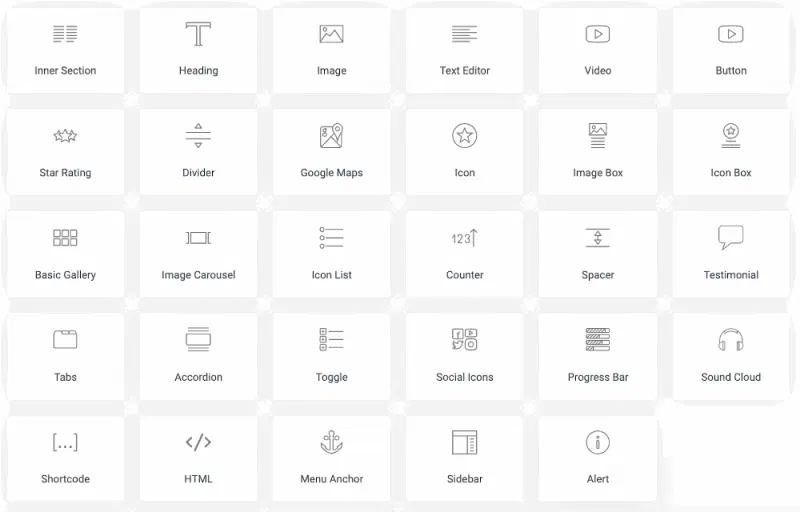 Inner Section
Heading
Image
Text Editor
Video
Button
Star Rating
Divider
Google Maps
Icon
Image Box
Icon Box
Basic Gallery
Image Carousel
Icon List
123
Counter
Spacer
Testimonial
Tabs
Accordion
Toggle
Social Icons
Progress Bar
Sound Cloud
[...]
Shortcode
</>
HTML
Menu Anchor
Sidebar
Alert